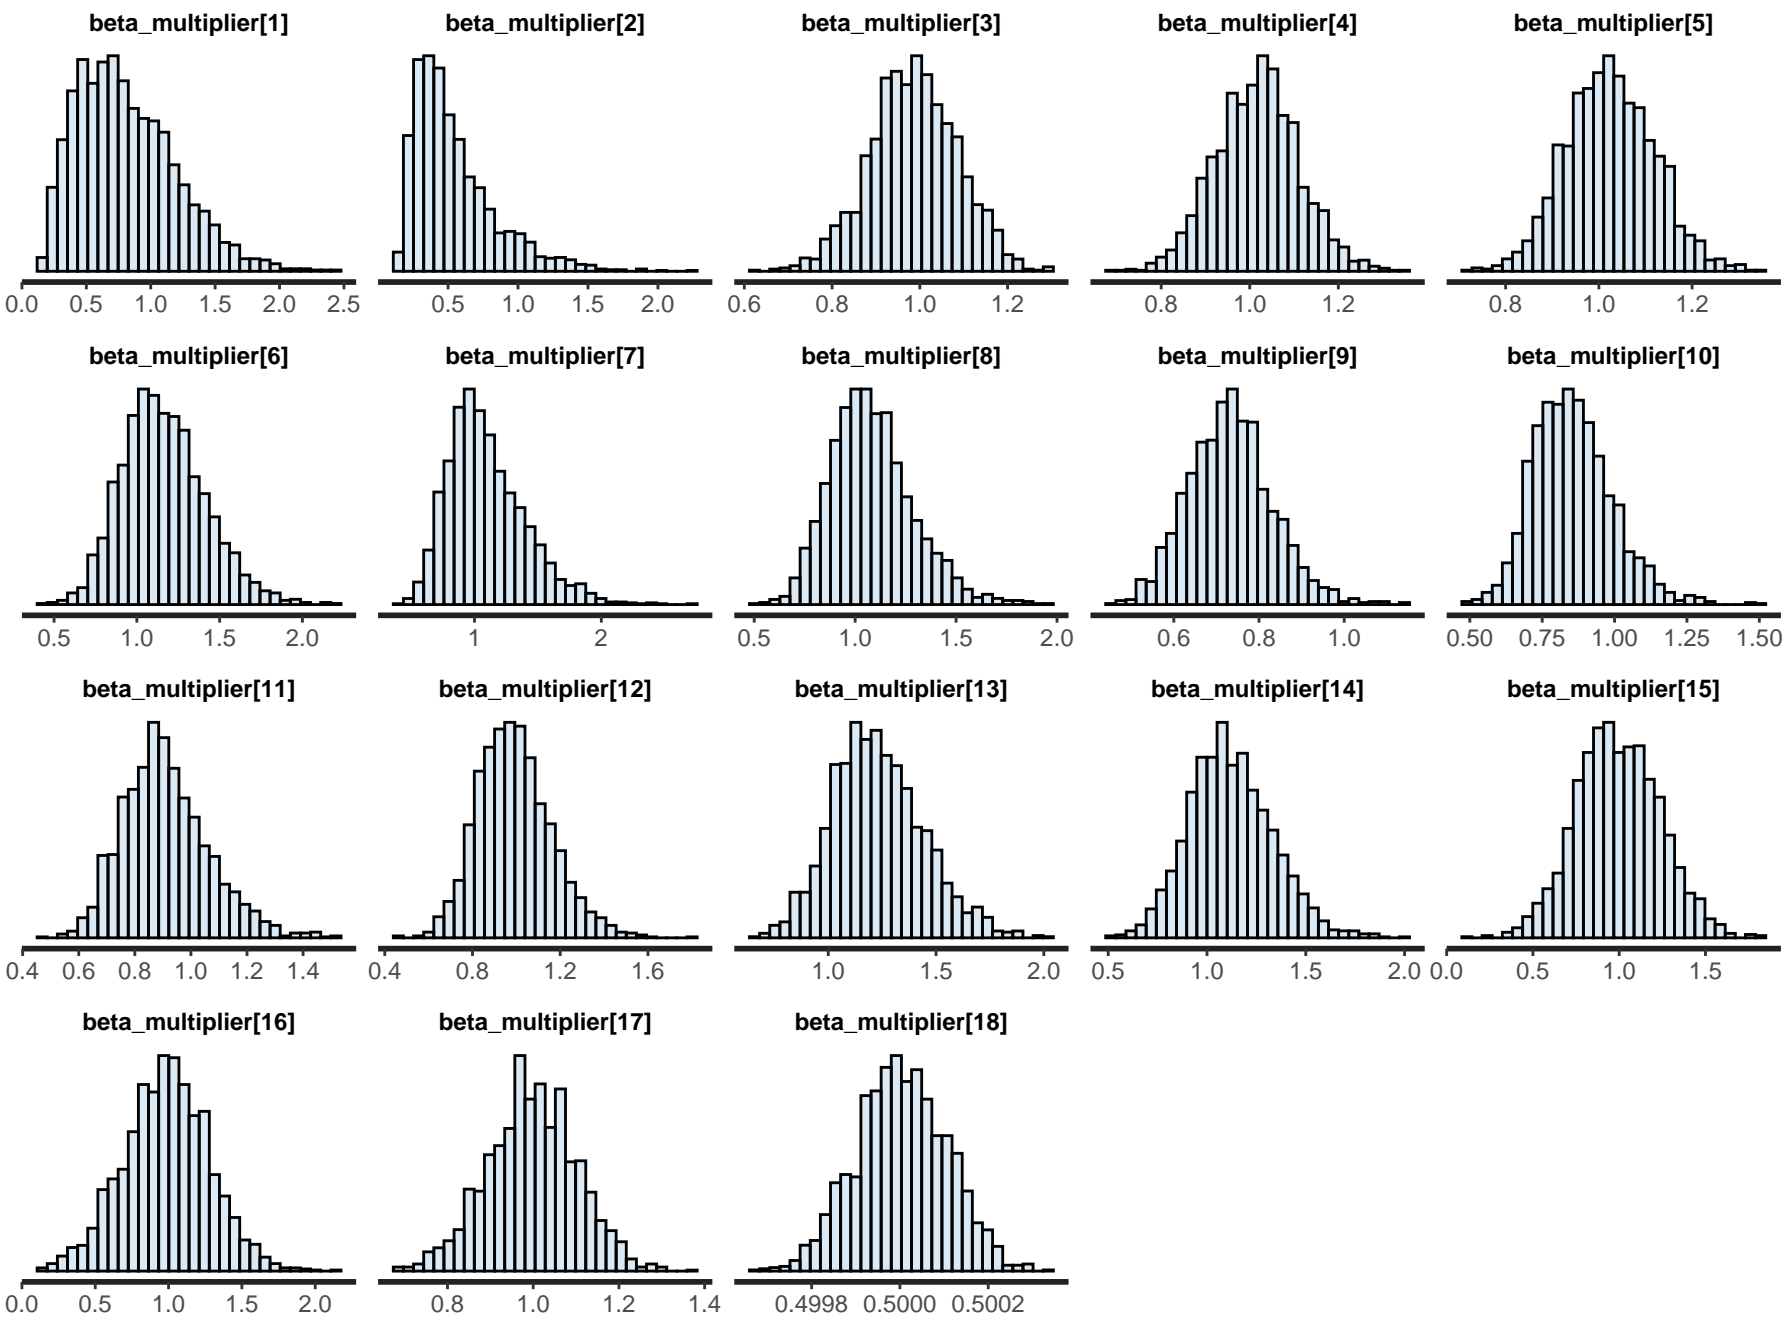 beta_multiplier[1] beta_multiplier[2] beta_multiplier[3] beta_multiplier[4] beta_multiplier[5]
0.0 0.5 1.0 1.5 2.0 2.5 0.5 1.0 1.5 2.0 0.6 0.8 1.0 1.2 0.8 1.0 1.2 0.8 1.0 1.2
beta_multiplier[6] beta_multiplier[7] beta_multiplier[8] beta_multiplier[9] beta_multiplier[10]
0.5 1.0 1.5 2.0 1 2 0.5 1.0 1.5 2.0 0.6 0.8 1.0 0.50 0.75 1.00 1.25 1.50
beta_multiplier[11] beta_multiplier[12] beta_multiplier[13] beta_multiplier[14] beta_multiplier[15]
0.4 0.6 0.8 1.0 1.2 1.4 0.4 0.8 1.2 1.6 1.0 1.5 2.0 0.5 1.0 1.5 2.0 0.0 0.5 1.0 1.5
beta_multiplier[16] beta_multiplier[17] beta_multiplier[18]
0.0 0.5 1.0 1.5 2.0 0.8 1.0 1.2 1.4 0.4998 0.5000 0.5002